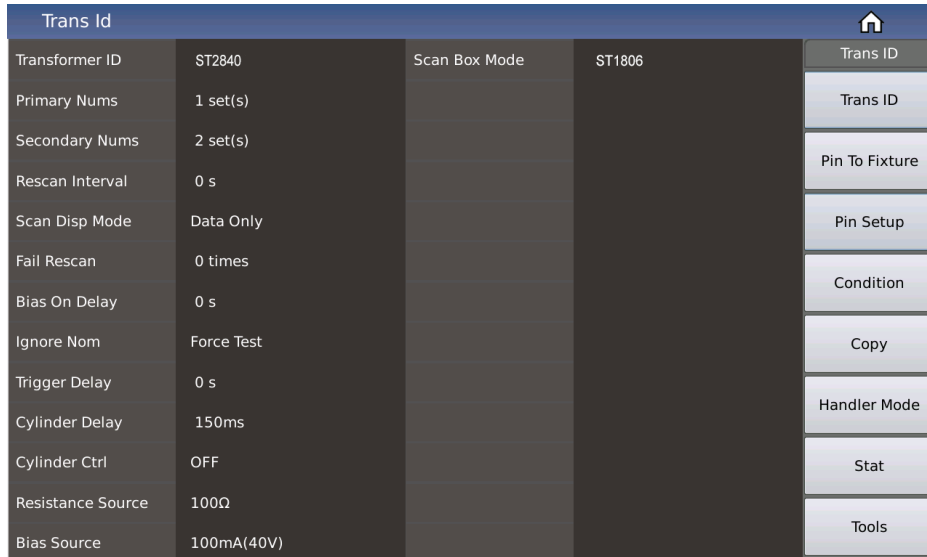 Trans Id
Transformer ID ST2840 Scan Box Mode ST1806
Primary Nums 1 set(s)
Secondary Nums 2 set(s)
Rescan Interval 0 s
Scan Disp Mode Data Only
Fail Rescan 0 times
Bias On Delay 0 s
Ignore Nom Force Test
Trigger Delay 0 s
Cylinder Delay 150ms
Cylinder Ctrl OFF
Resistance Source 100Ω
Bias Source 100mA(40V)
Trans ID
Trans ID
Pin To Fixture
Pin Setup
Condition
Copy
Handler Mode
Stat
Tools